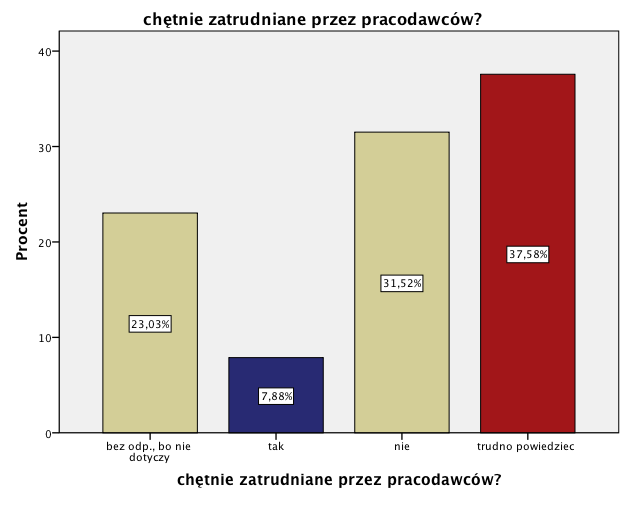 chętnie zatrudniane przez pracodawców?
40
30
20
10
0
Procent
23,03%
7,88%
31,52%
37,58%
bez odp., bo nie
dotyczy
tak
nie
trudno powiedziec
chętnie zatrudniane przez pracodawców?